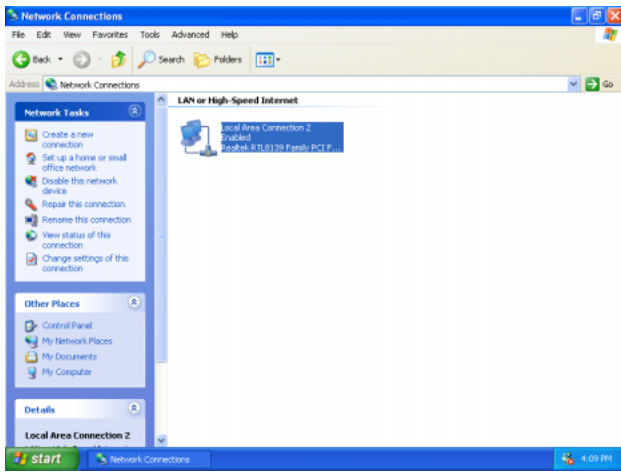 Network Connections
File Edit View Favorites Tools Advanced Help
Back Search Folders
Address Network Connections Go
Network Tasks
Create a new
connection
Set up a home or small
office network
Disable this network
device
Repair this connection
Rename this connection
View status of this
connection
Change settings of this
connection
Other Places
Control Panel
My Network Places
My Documents
My Computer
Details
Local Area Connection 2
LAN or High-Speed Internet
Local Area Connection 2
Enabled
Realtek RTL8139 Family PCI F...
start Network Connections 4:09 PM